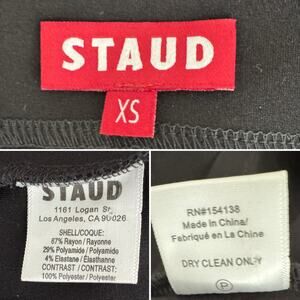 STAUD
XS
STAUD
1161 Logan St
Los Angeles, CA 90026
SHELL/COQUE:
67% Rayon / Rayonne
29% Polyamide / Polyamide
4% Elastane / Élasthanne
CONTRAST / CONTRAST:
100% Polyester / Polyester
RN#154138
Made in China/
Fabriqué en La Chine
DRY CLEAN ONLY
P